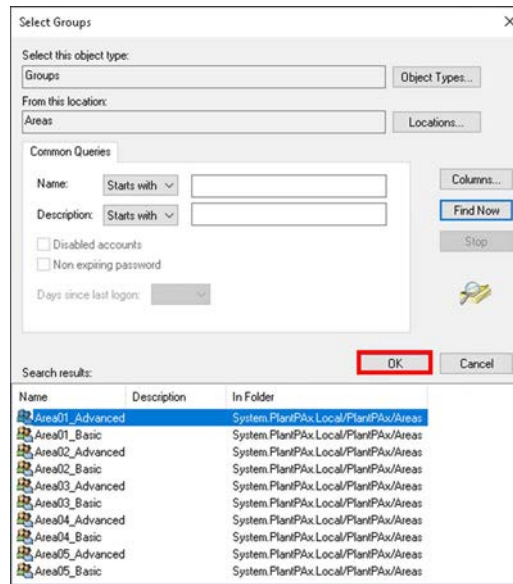 Select Groups
Select this object type:
Groups
Object Types...
From this location:
Areas
Locations...
Common Queries
Name: Starts with
Columns...
Description: Starts with
Find Now
Disabled accounts
Stop
Non expiring password
Days since last logon:
OK Cancel
Search results:
Name Description In Folder
Area01_Advanced System.PlantPAx.Local/PlantPAx/Areas
Area01_Basic System.PlantPAx.Local/PlantPAx/Areas
Area02_Advanced System.PlantPAx.Local/PlantPAx/Areas
Area02_Basic System.PlantPAx.Local/PlantPAx/Areas
Area03_Advanced System.PlantPAx.Local/PlantPAx/Areas
Area03_Basic System.PlantPAx.Local/PlantPAx/Areas
Area04_Advanced System.PlantPAx.Local/PlantPAx/Areas
Area04_Basic System.PlantPAx.Local/PlantPAx/Areas
Area05_Advanced System.PlantPAx.Local/PlantPAx/Areas
Area05_Basic System.PlantPAx.Local/PlantPAx/Areas